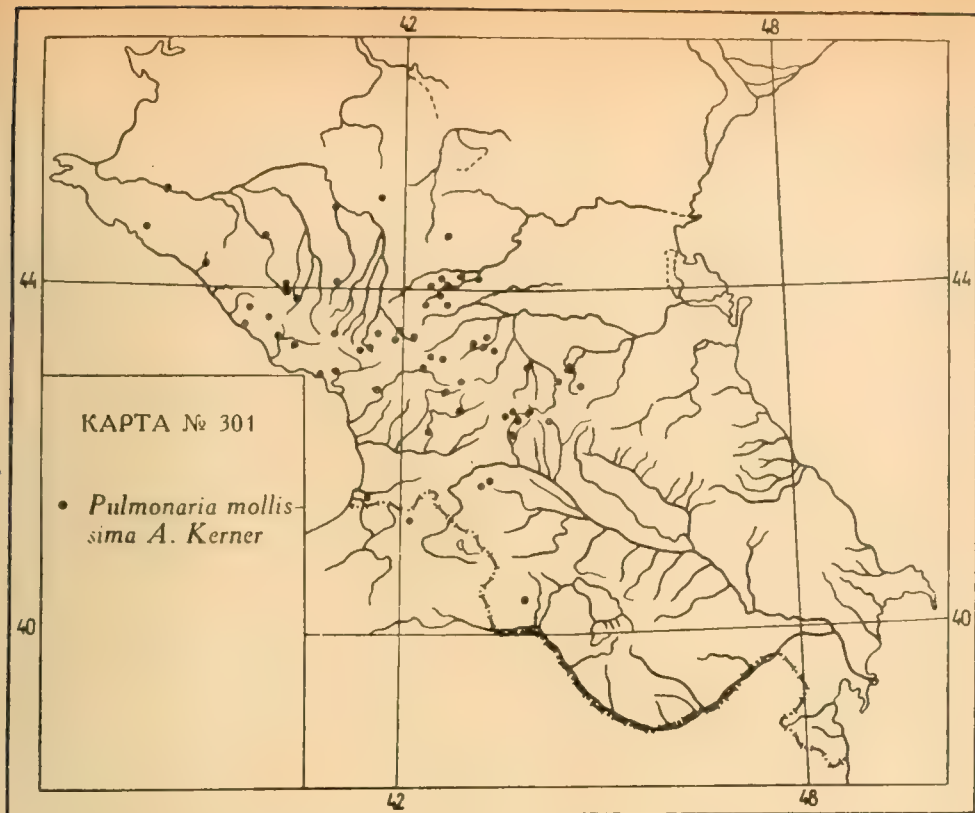 42 48
44 44
КАРТА № 301
• Pulmonaria mollis-
sima A. Kerner
40 40
42 48